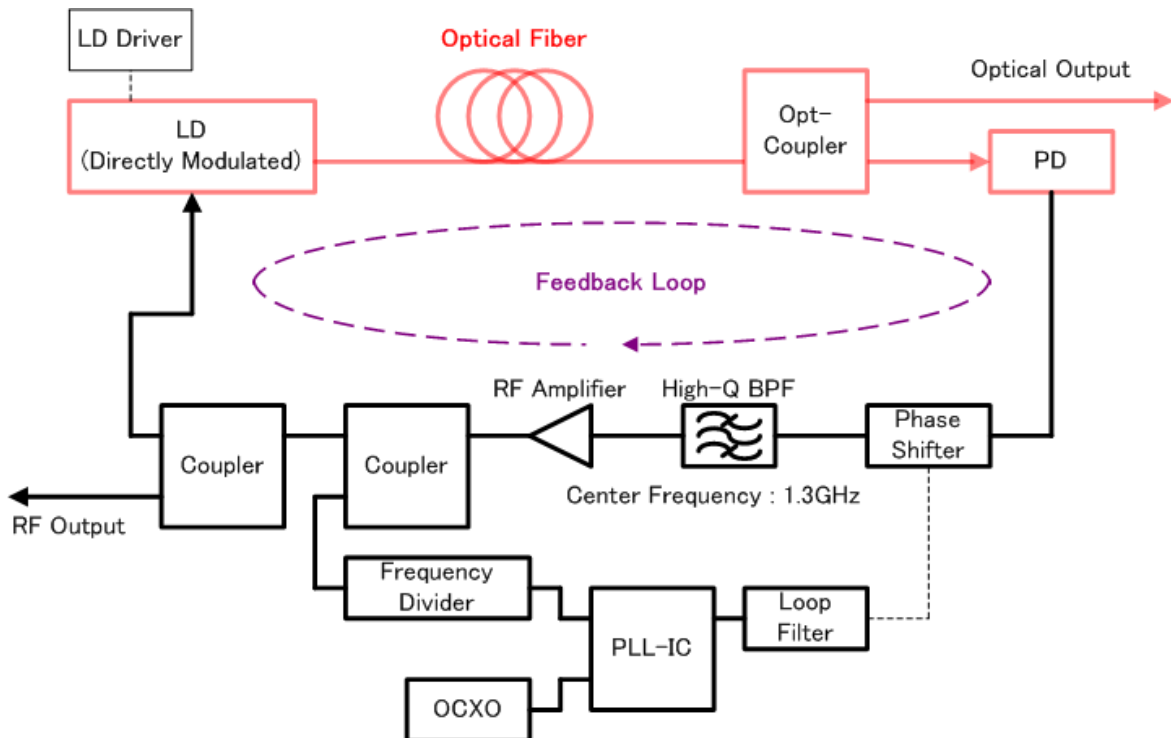 LD Driver
Optical Fiber
Optical Output
LD
(Directly Modulated)
Opt-
Coupler
PD
Feedback Loop
RF Amplifier
High-Q BPF
Phase
Shifter
Coupler
Coupler
Center Frequency : 1.3GHz
RF Output
Frequency
Divider
PLL-IC
Loop
Filter
OCXO